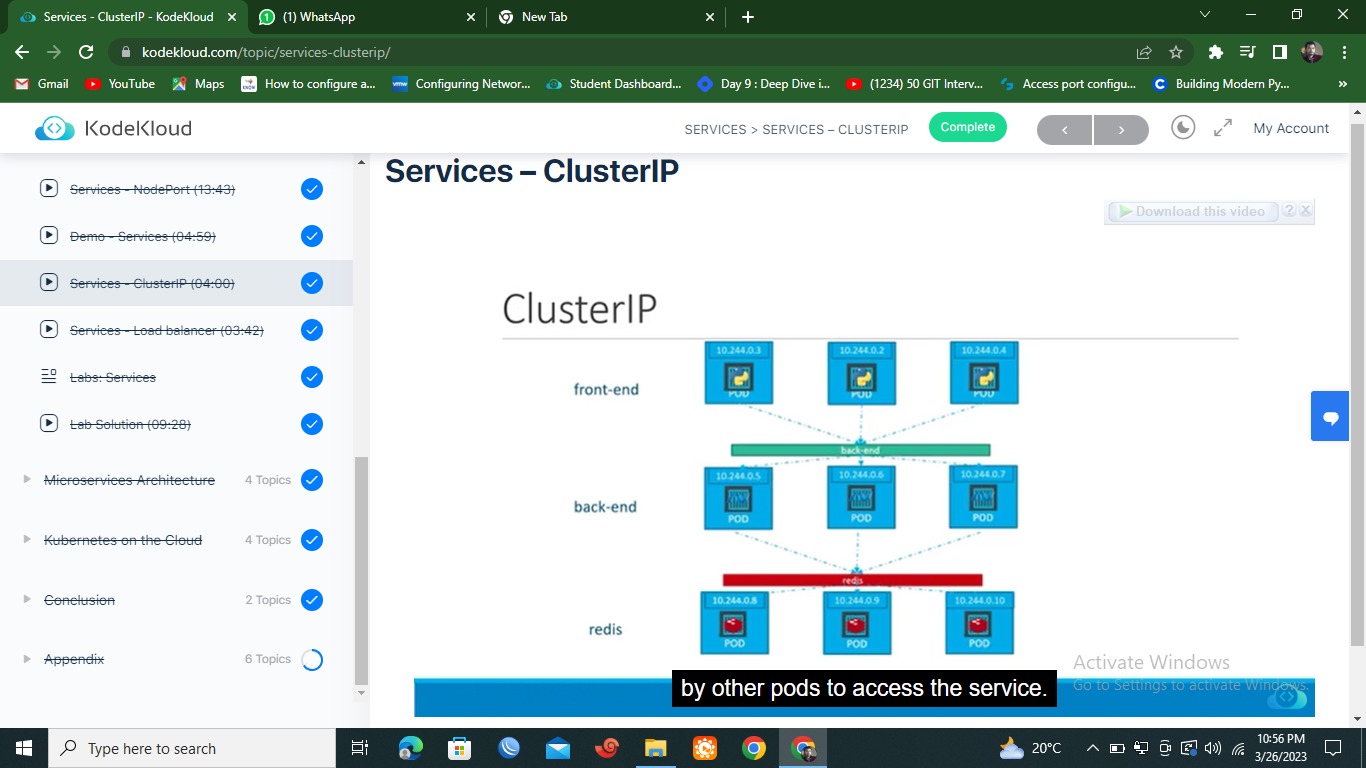 Services - ClusterIP - KodeKloud
(1) WhatsApp
New Tab
kodekloud.com/topic/services-clusterip/
Gmail
YouTube
Maps
How to configure a...
Configuring Networ...
Student Dashboard...
Day 9 : Deep Dive i...
(1234) 50 GIT Interv...
Access port configu...
Building Modern Py...
KodeKloud
SERVICES > SERVICES – CLUSTERIP
Complete
My Account
Services - NodePort (13:43)
Demo - Services (04:59)
Services - ClusterIP (04:00)
Services - Load balancer (03:42)
Labs: Services
Lab Solution (09:28)
Microservices Architecture 4 Topics
Kubernetes on the Cloud 4 Topics
Conclusion 2 Topics
Appendix 6 Topics
Services – ClusterIP
Download this video
ClusterIP
10.244.0.3 10.244.0.2 10.244.0.4
front-end
POD POD POD
back-end
10.244.0.5 10.244.0.6 10.244.0.7
back-end
POD POD POD
redis
10.244.0.8 10.244.0.9 10.244.0.10
redis
POD POD POD
by other pods to access the service.
Activate Windows
Go to Settings to activate Windows.
Type here to search
20°C
10:56 PM
3/26/2023